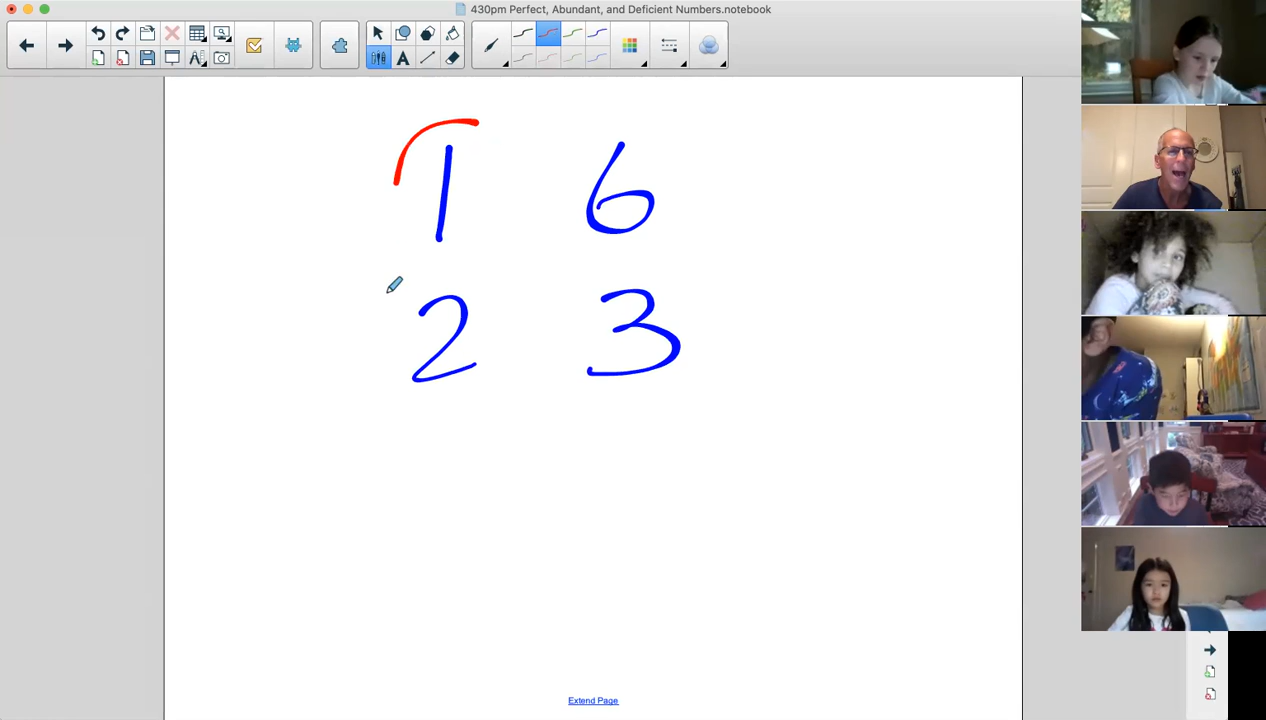 430pm Perfect, Abundant, and Deficient Numbers.notebook
A
1 6
2 3
Extend Page